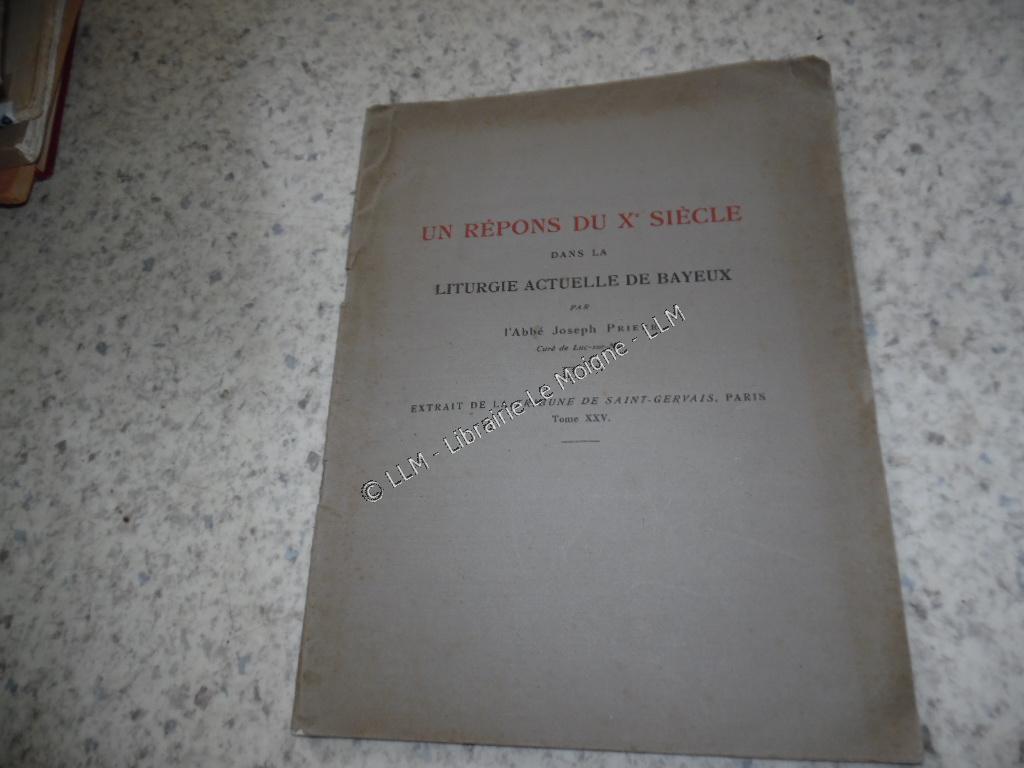 UN RÉPONS DU Xe SIÈCLE
DANS LA
LITURGIE ACTUELLE DE BAYEUX
PAR
l'Abbé Joseph
Curé de
EXTRAIT DE LA DE SAINT-GERVAIS, PARIS
Tome XXV.
© LLM - Librairie Le Moigne - LLM